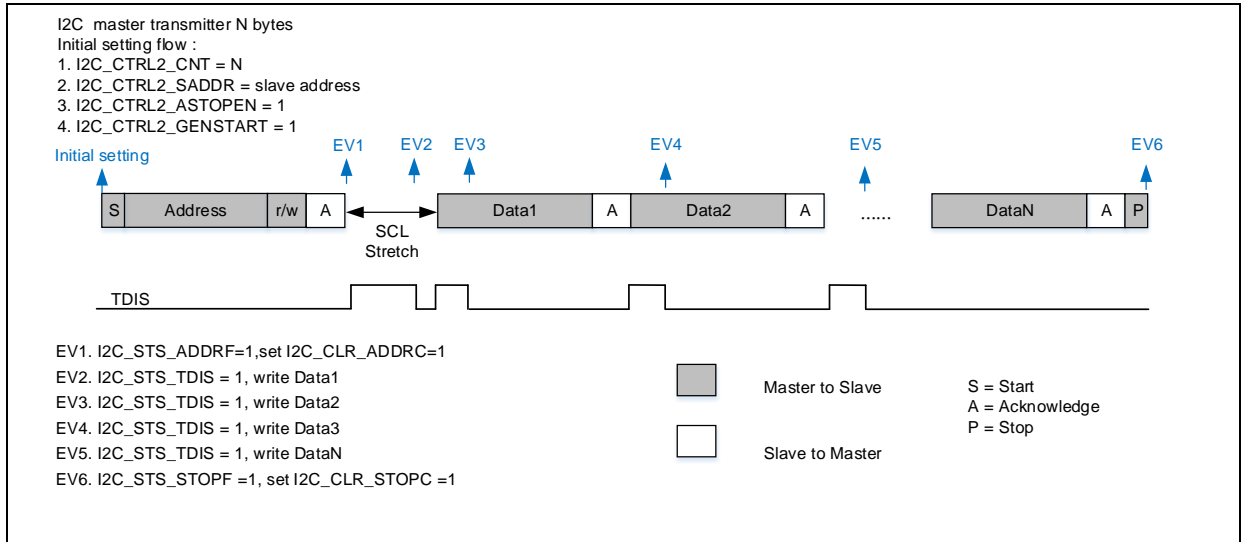 I2C master transmitter N bytes
Initial setting flow :
1. I2C_CTRL2_CNT = N
2. I2C_CTRL2_SADDR = slave address
3. I2C_CTRL2_ASTOPEN = 1
4. I2C_CTRL2_GENSTART = 1
Initial setting
EV1 EV2 EV3 EV4 EV5 EV6
S Address r/w A Data1 A Data2 A ...... DataN A P
SCL
Stretch
TDIS
EV1. I2C_STS_ADDRF=1,set I2C_CLR_ADDRC=1
EV2. I2C_STS_TDIS = 1, write Data1
EV3. I2C_STS_TDIS = 1, write Data2
EV4. I2C_STS_TDIS = 1, write Data3
EV5. I2C_STS_TDIS = 1, write DataN
EV6. I2C_STS_STOPF =1, set I2C_CLR_STOPC =1
Master to Slave
Slave to Master
S = Start
A = Acknowledge
P = Stop